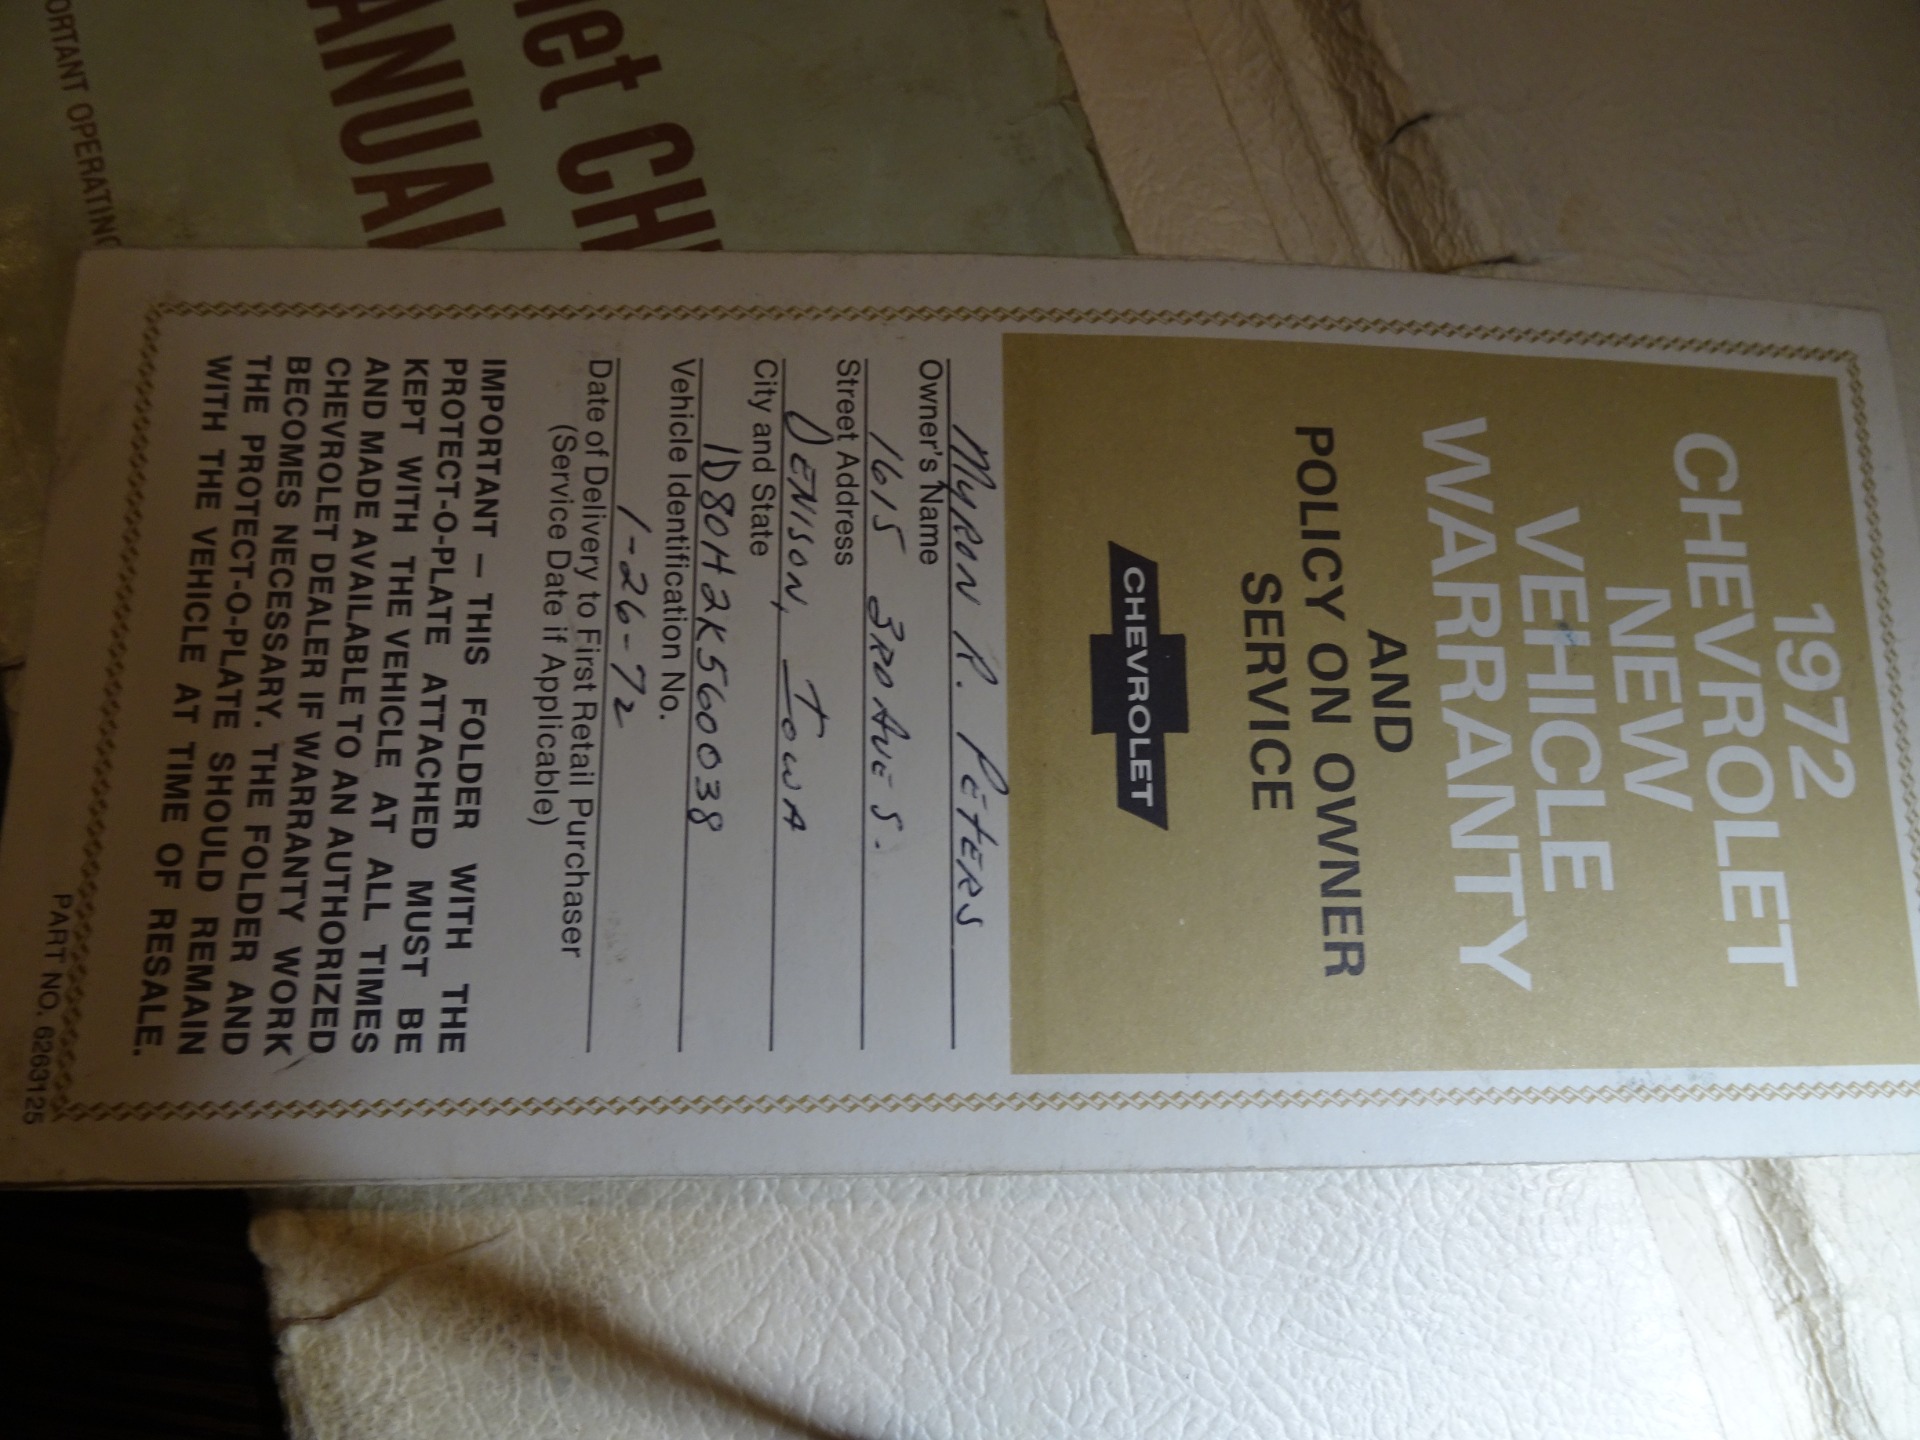 1972
CHEVROLET
NEW
VEHICLE
WARRANTY
AND
POLICY ON OWNER
SERVICE
CHEVROLET
Myron R. Peters
Owner's Name
1615 3RD AVE S.
Street Address
DENISON, IOWA
City and State
1D80H2K560038
Vehicle Identification No.
1-26-72
Date of Delivery to First Retail Purchaser
(Service Date if Applicable)
IMPORTANT – THIS FOLDER WITH THE
PROTECT-O-PLATE ATTACHED MUST BE
KEPT WITH THE VEHICLE AT ALL TIMES
AND MADE AVAILABLE TO AN AUTHORIZED
CHEVROLET DEALER IF WARRANTY WORK
BECOMES NECESSARY. THE FOLDER AND
THE PROTECT-O-PLATE SHOULD REMAIN
WITH THE VEHICLE AT TIME OF RESALE.
PART NO. 6263125
OPERATING